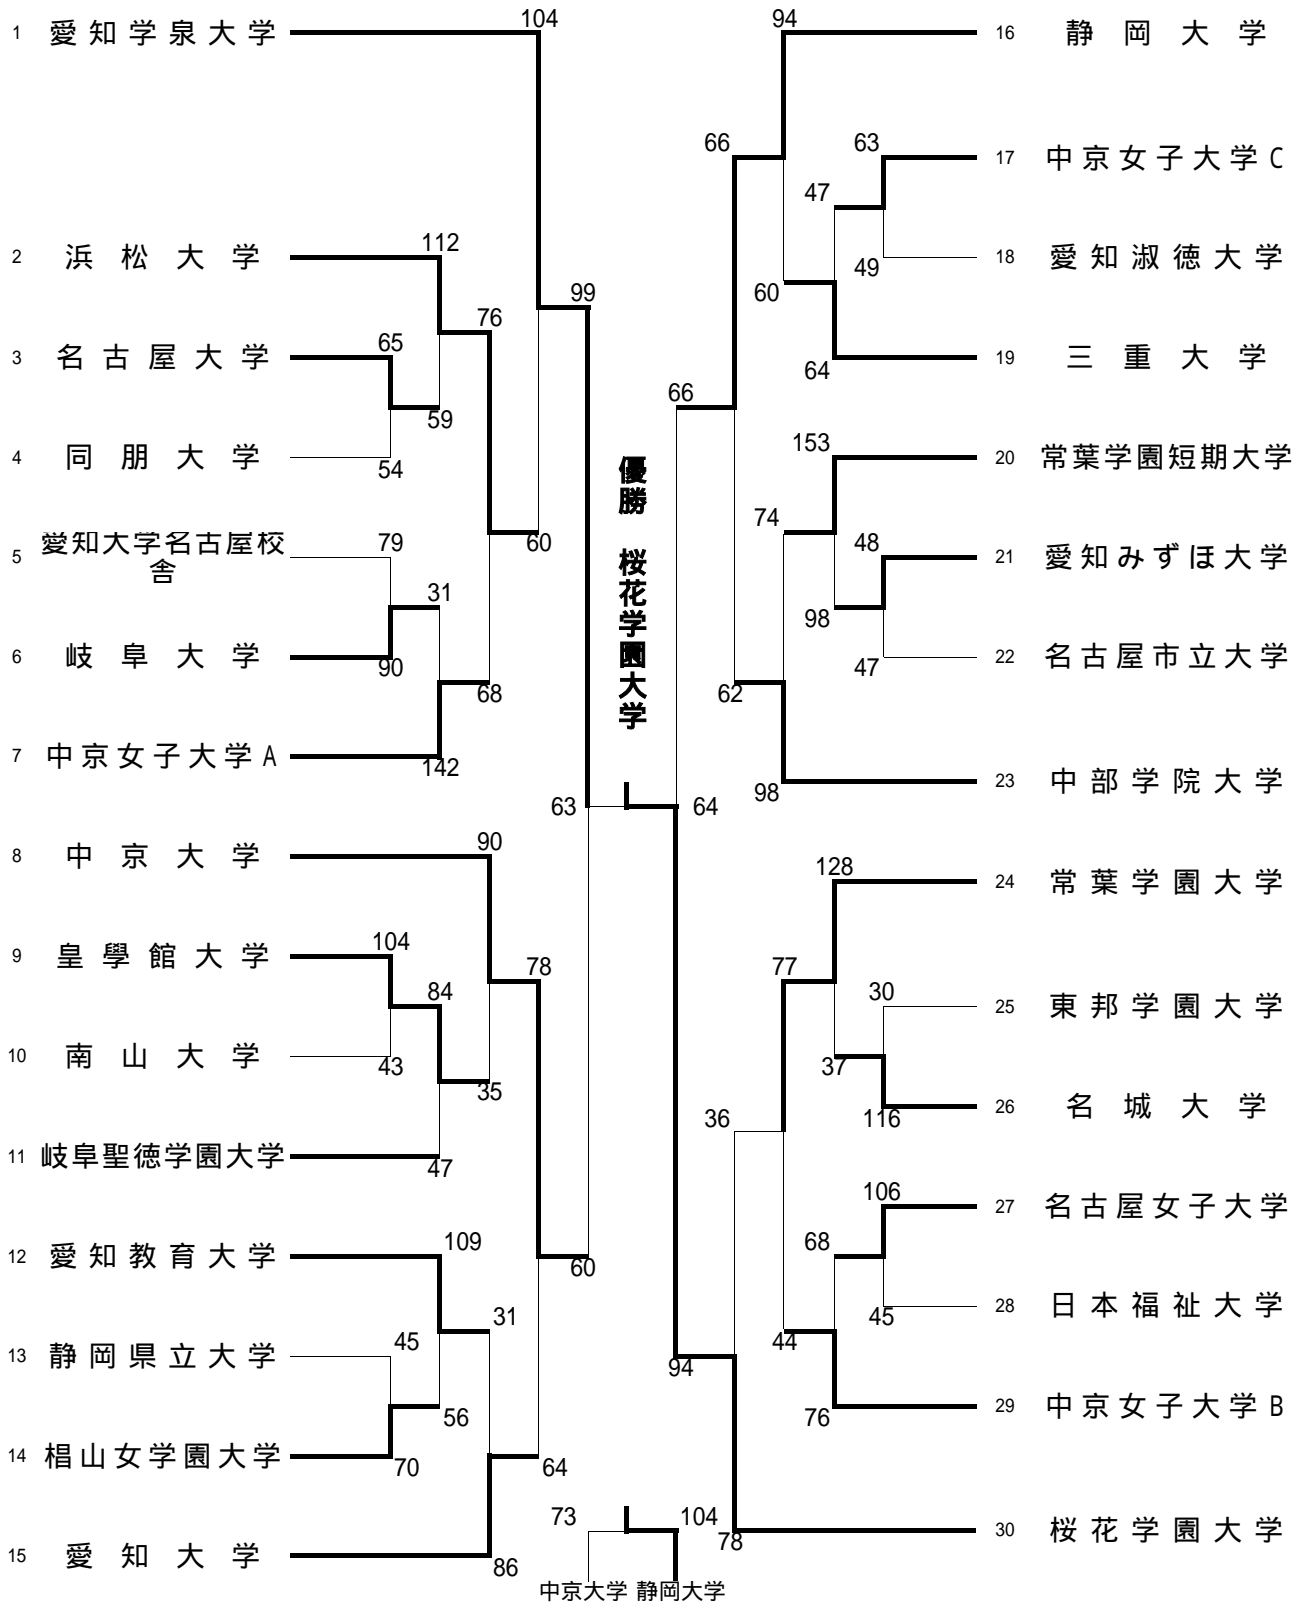 104
94
1 愛知学泉大学
16 静岡大学
66
63
17 中京女子大学C
47
2 浜松大学
112
49
18 愛知淑徳大学
99
60
76
3 名古屋大学
65
64
19 三重大学
66
59
4 同朋大学
54
153
20 常葉学園短期大学
優勝 桜花学園大学
74
5 愛知大学名古屋校舎
79
60
48
21 愛知みずほ大学
31
98
6 岐阜大学
90
47
22 名古屋市立大学
68
62
7 中京女子大学A
142
98
23 中部学院大学
63
64
8 中京大学
90
128
24 常葉学園大学
9 皇學館大学
104
78
77
84
30
25 東邦学園大学
10 南山大学
43
37
35
36
116
26 名城大学
11 岐阜聖徳学園大学
47
106
27 名古屋女子大学
12 愛知教育大学
109
60
68
31
45
28 日本福祉大学
13 静岡県立大学
45
44
94
56
76
29 中京女子大学B
14 椙山女学園大学
70
64
73
104
78
30 桜花学園大学
15 愛知大学
86
中京大学 静岡大学